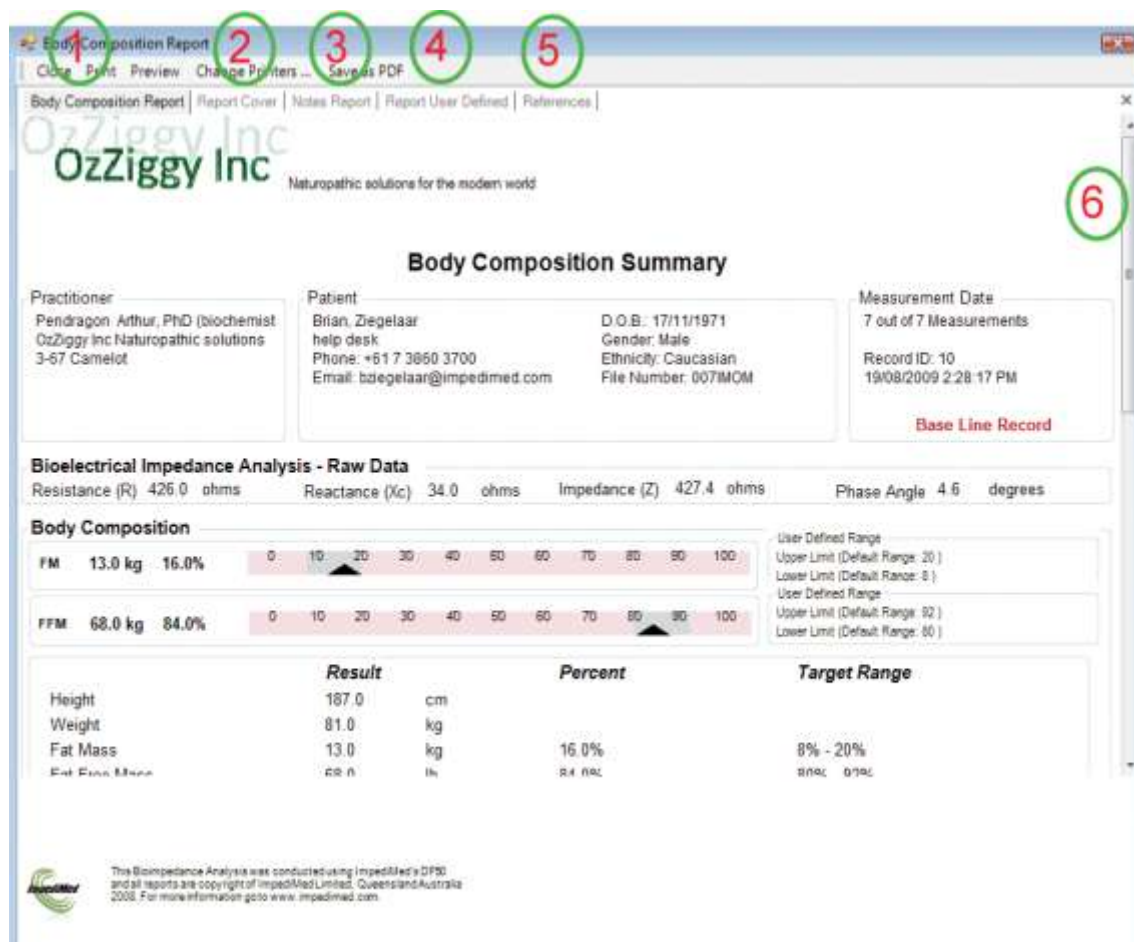 1 2 3 4 5
Body Composition Report
Close Print Preview Change Printers ... Save as PDF
Body Composition Report Report Cover Notes Report Report User Defined References
OzZiggy Inc
OzZiggy Inc Naturopathic solutions for the modern world
6
Body Composition Summary
Practitioner Patient Measurement Date
Pendragon Arthur, PhD (biochemist Brian, Ziegelaar D.O.B.: 17/11/1971 7 out of 7 Measurements
OzZiggy Inc Naturopathic solutions help desk Gender: Male
3-67 Camelot Phone: +61 7 3860 3700 Ethnicity: Caucasian Record ID: 10
Email: bziegelaar@impedimed.com File Number: 007IMOM 19/08/2009 2:28:17 PM
Base Line Record
Bioelectrical Impedance Analysis - Raw Data
Resistance (R) 426.0 ohms Reactance (Xc) 34.0 ohms Impedance (Z) 427.4 ohms Phase Angle 4.6 degrees
Body Composition
User Defined Range
FM 13.0 kg 16.0% 0 10 20 30 40 50 60 70 80 90 100 Upper Limit (Default Range: 20 )
Lower Limit (Default Range: 8 )
User Defined Range
FFM 68.0 kg 84.0% 0 10 20 30 40 50 60 70 80 90 100 Upper Limit (Default Range: 92 )
Lower Limit (Default Range: 80 )
Result Percent Target Range
Height 187.0 cm
Weight 81.0 kg
Fat Mass 13.0 kg 16.0% 8% - 20%
Fat Free Mass 68.0 lb 84.0% 80% - 92%
This Bioimpedance Analysis was conducted using ImpediMed's DF50
ImpediMed and all reports are copyright of ImpediMed Limited, Queensland Australia
2008. For more information go to www.impedimed.com